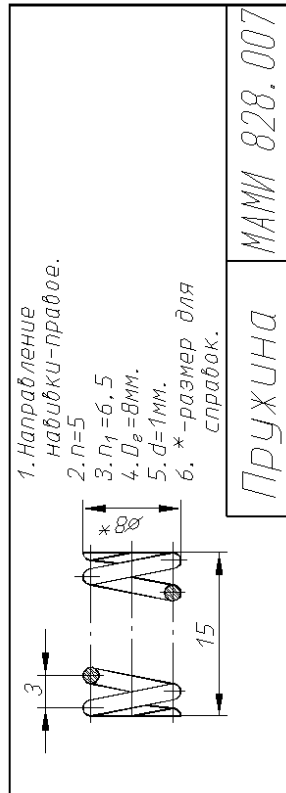 1. Направление
навивки-правое.
2. n=5
3. n1=6,5
4. De=8мм.
5. d=1мм.
6. *-размер для
справок.
3
*8⌀
15
Пружина
МАМИ 828.007